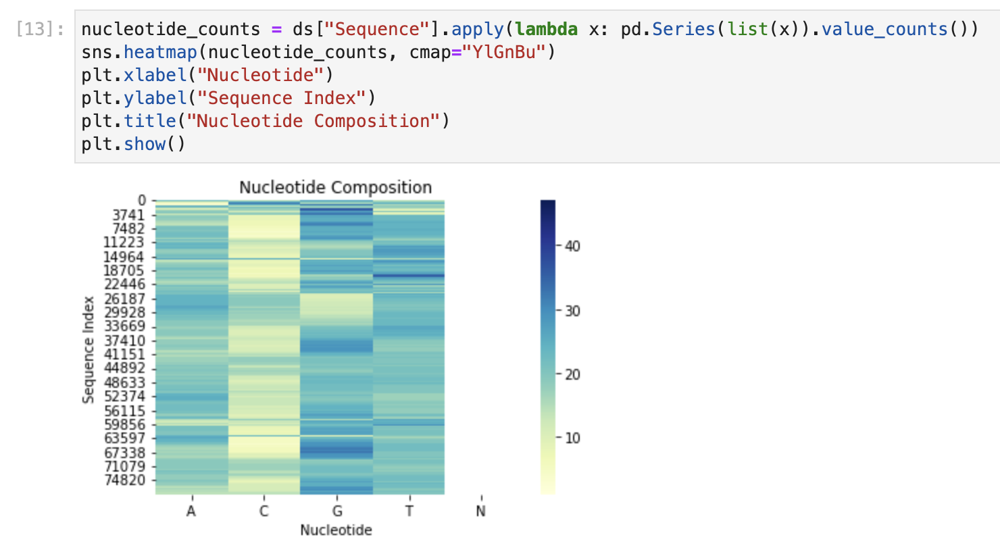 [13]: nucleotide_counts = ds["Sequence"].apply(lambda x: pd.Series(list(x)).value_counts())
sns.heatmap(nucleotide_counts, cmap="YlGnBu")
plt.xlabel("Nucleotide")
plt.ylabel("Sequence Index")
plt.title("Nucleotide Composition")
plt.show()
Nucleotide Composition
Sequence Index
0
3741
7482
11223
14964
18705
22446
26187
29928
33669
37410
41151
44892
48633
52374
56115
59856
63597
67338
71079
74820
A C G T N
Nucleotide
40
30
20
10